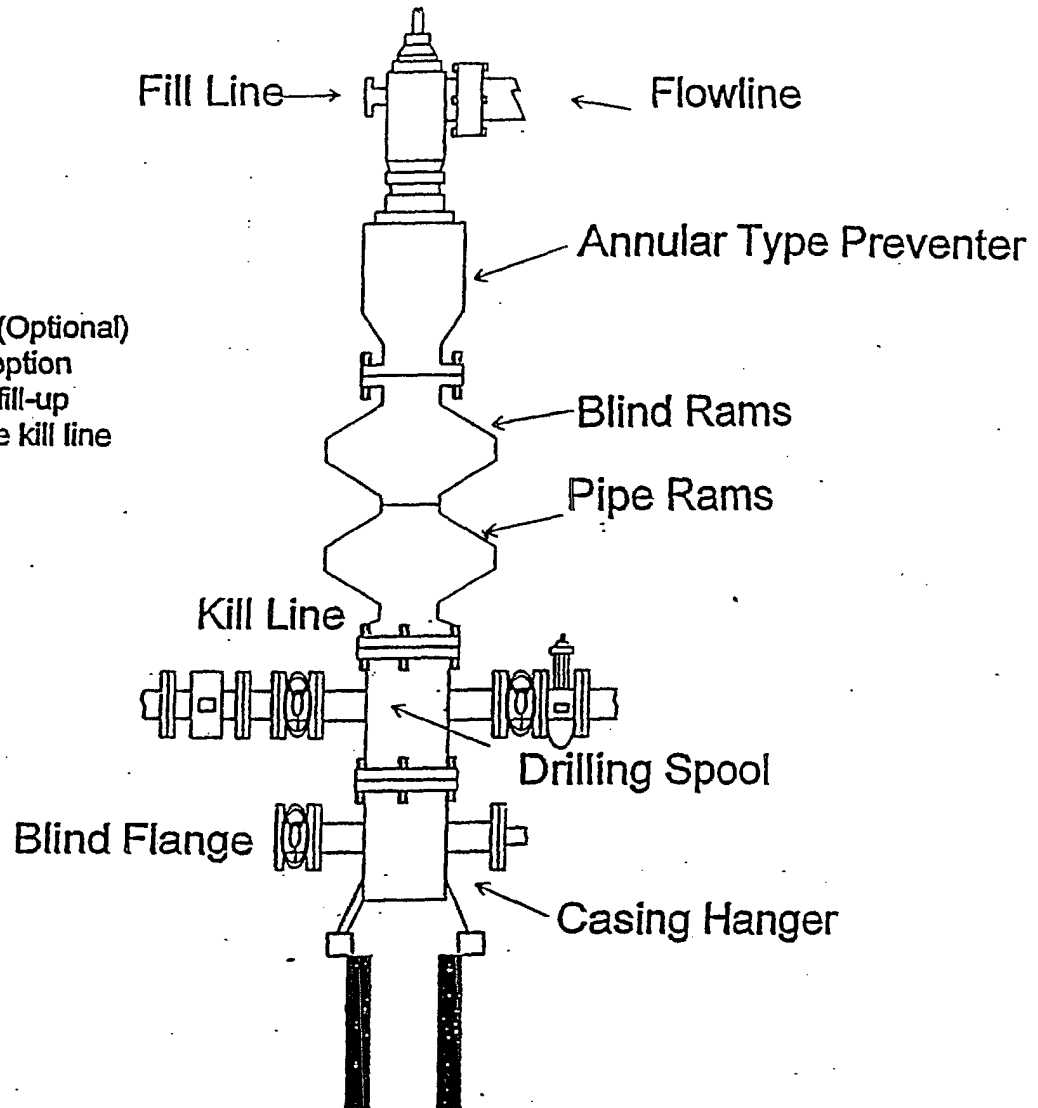 Fill Line
Flowline
Annular Type Preventer
(Optional)
option
fill-up
kill line
Blind Rams
Pipe Rams
Kill Line
Drilling Spool
Blind Flange
Casing Hanger